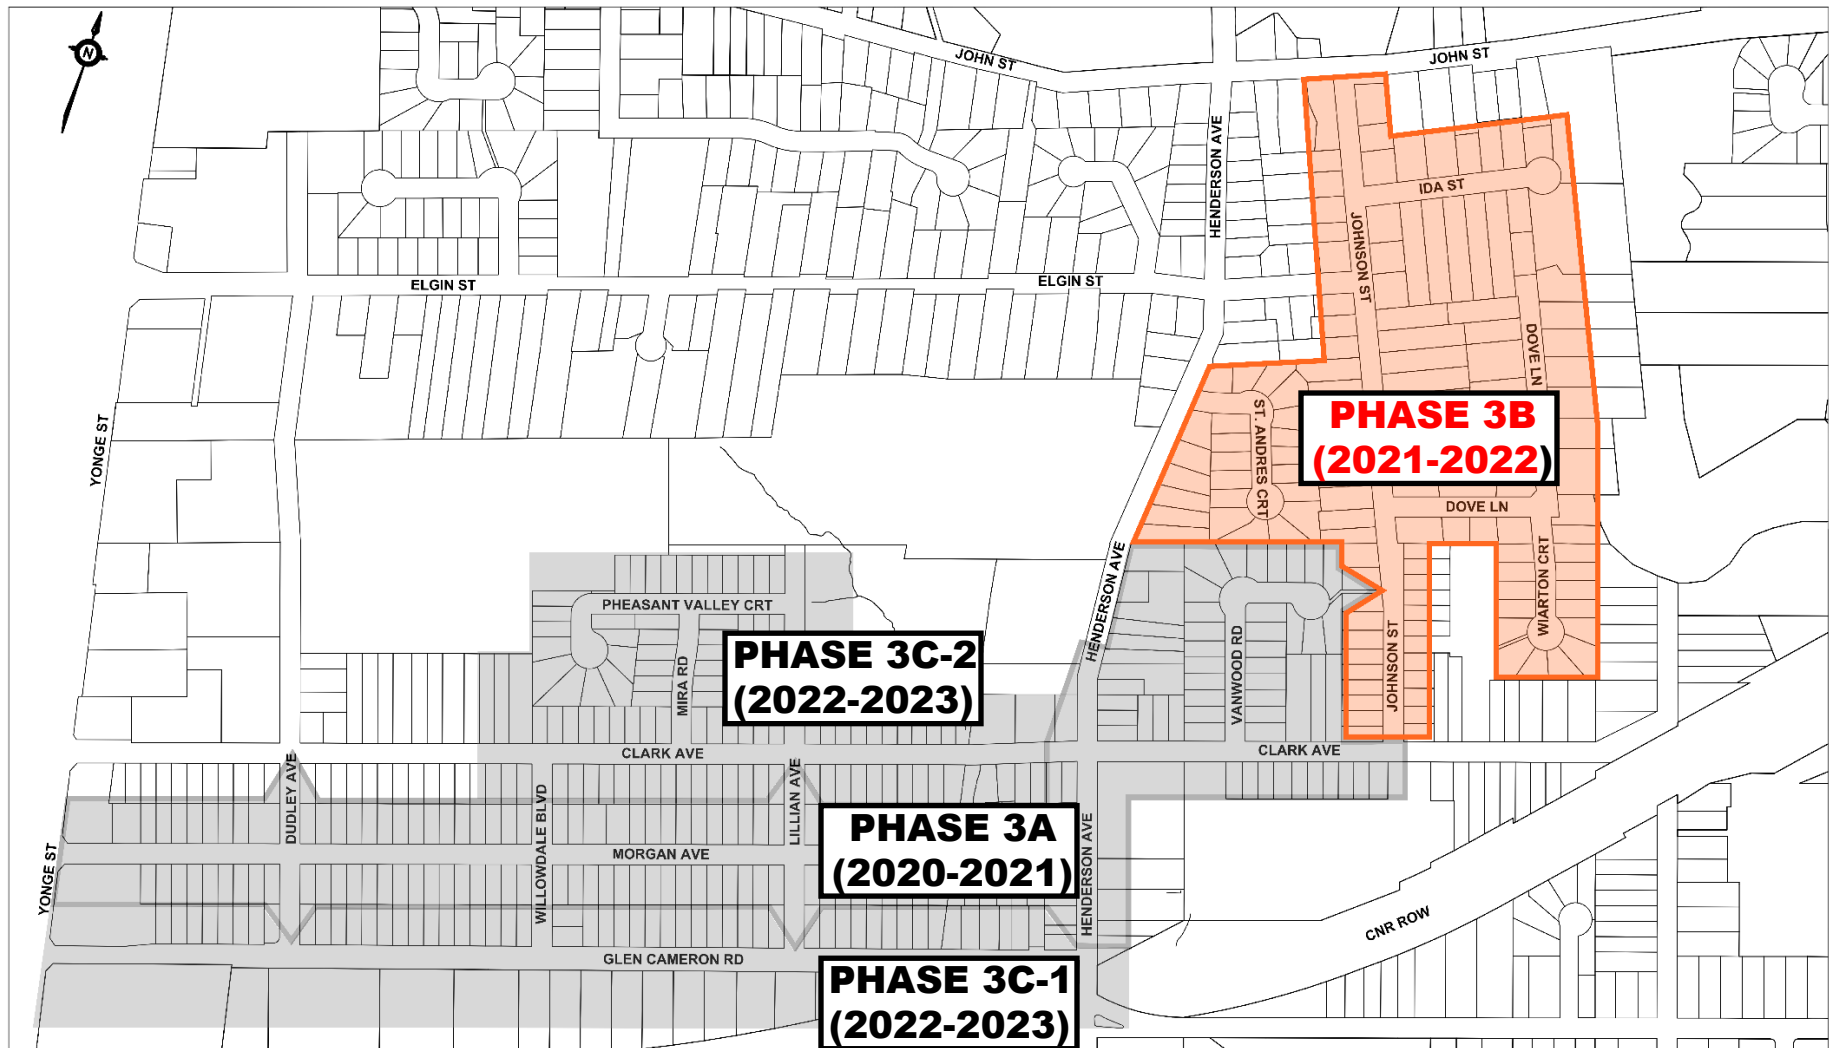 N
JOHN ST
JOHN ST
HENDERSON AVE
IDA ST
JOHNSON ST
ELGIN ST
ELGIN ST
DOVE LN
YONGE ST
ST. ANDRES CRT
PHASE 3B
(2021-2022)
DOVE LN
WIARTON CRT
HENDERSON AVE
PHEASANT VALLEY CRT
MIRA RD
PHASE 3C-2
(2022-2023)
VANWOOD RD
JOHNSON ST
CLARK AVE
CLARK AVE
DUDLEY AVE
WILLOWDALE BLVD
LILLIAN AVE
PHASE 3A
(2020-2021)
HENDERSON AVE
MORGAN AVE
YONGE ST
CNR ROW
GLEN CAMERON RD
PHASE 3C-1
(2022-2023)